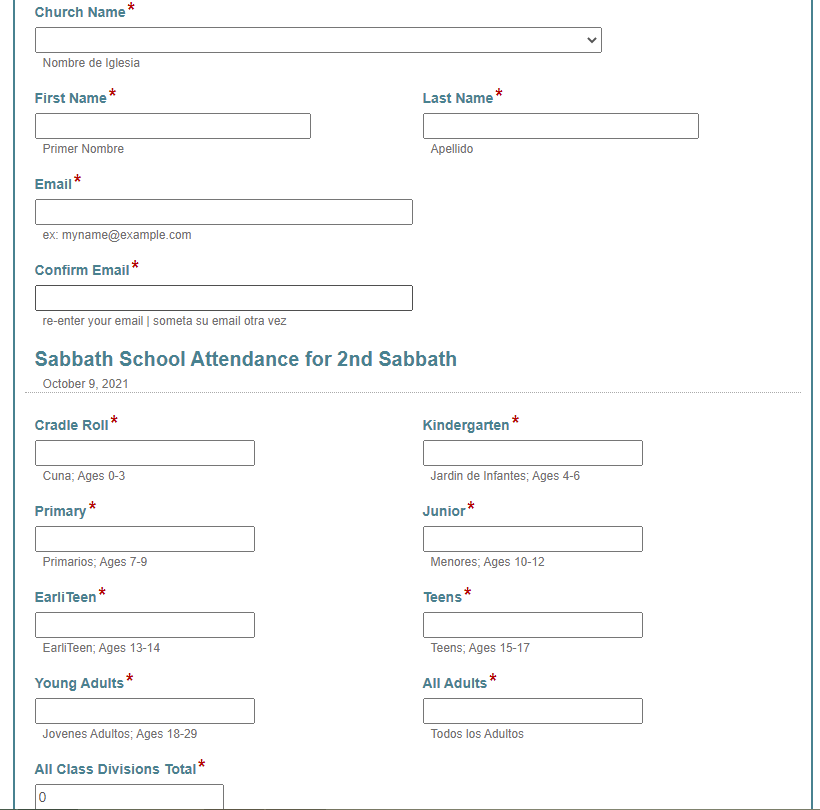 Church Name*
Nombre de Iglesia
First Name* Last Name*
Primer Nombre Apellido
Email*
ex: myname@example.com
Confirm Email*
re-enter your email | someta su email otra vez
Sabbath School Attendance for 2nd Sabbath
October 9, 2021
Cradle Roll* Kindergarten*
Cuna; Ages 0-3 Jardin de Infantes; Ages 4-6
Primary* Junior*
Primarios; Ages 7-9 Menores; Ages 10-12
EarliTeen* Teens*
EarliTeen; Ages 13-14 Teens; Ages 15-17
Young Adults* All Adults*
Jovenes Adultos; Ages 18-29 Todos los Adultos
All Class Divisions Total*
0